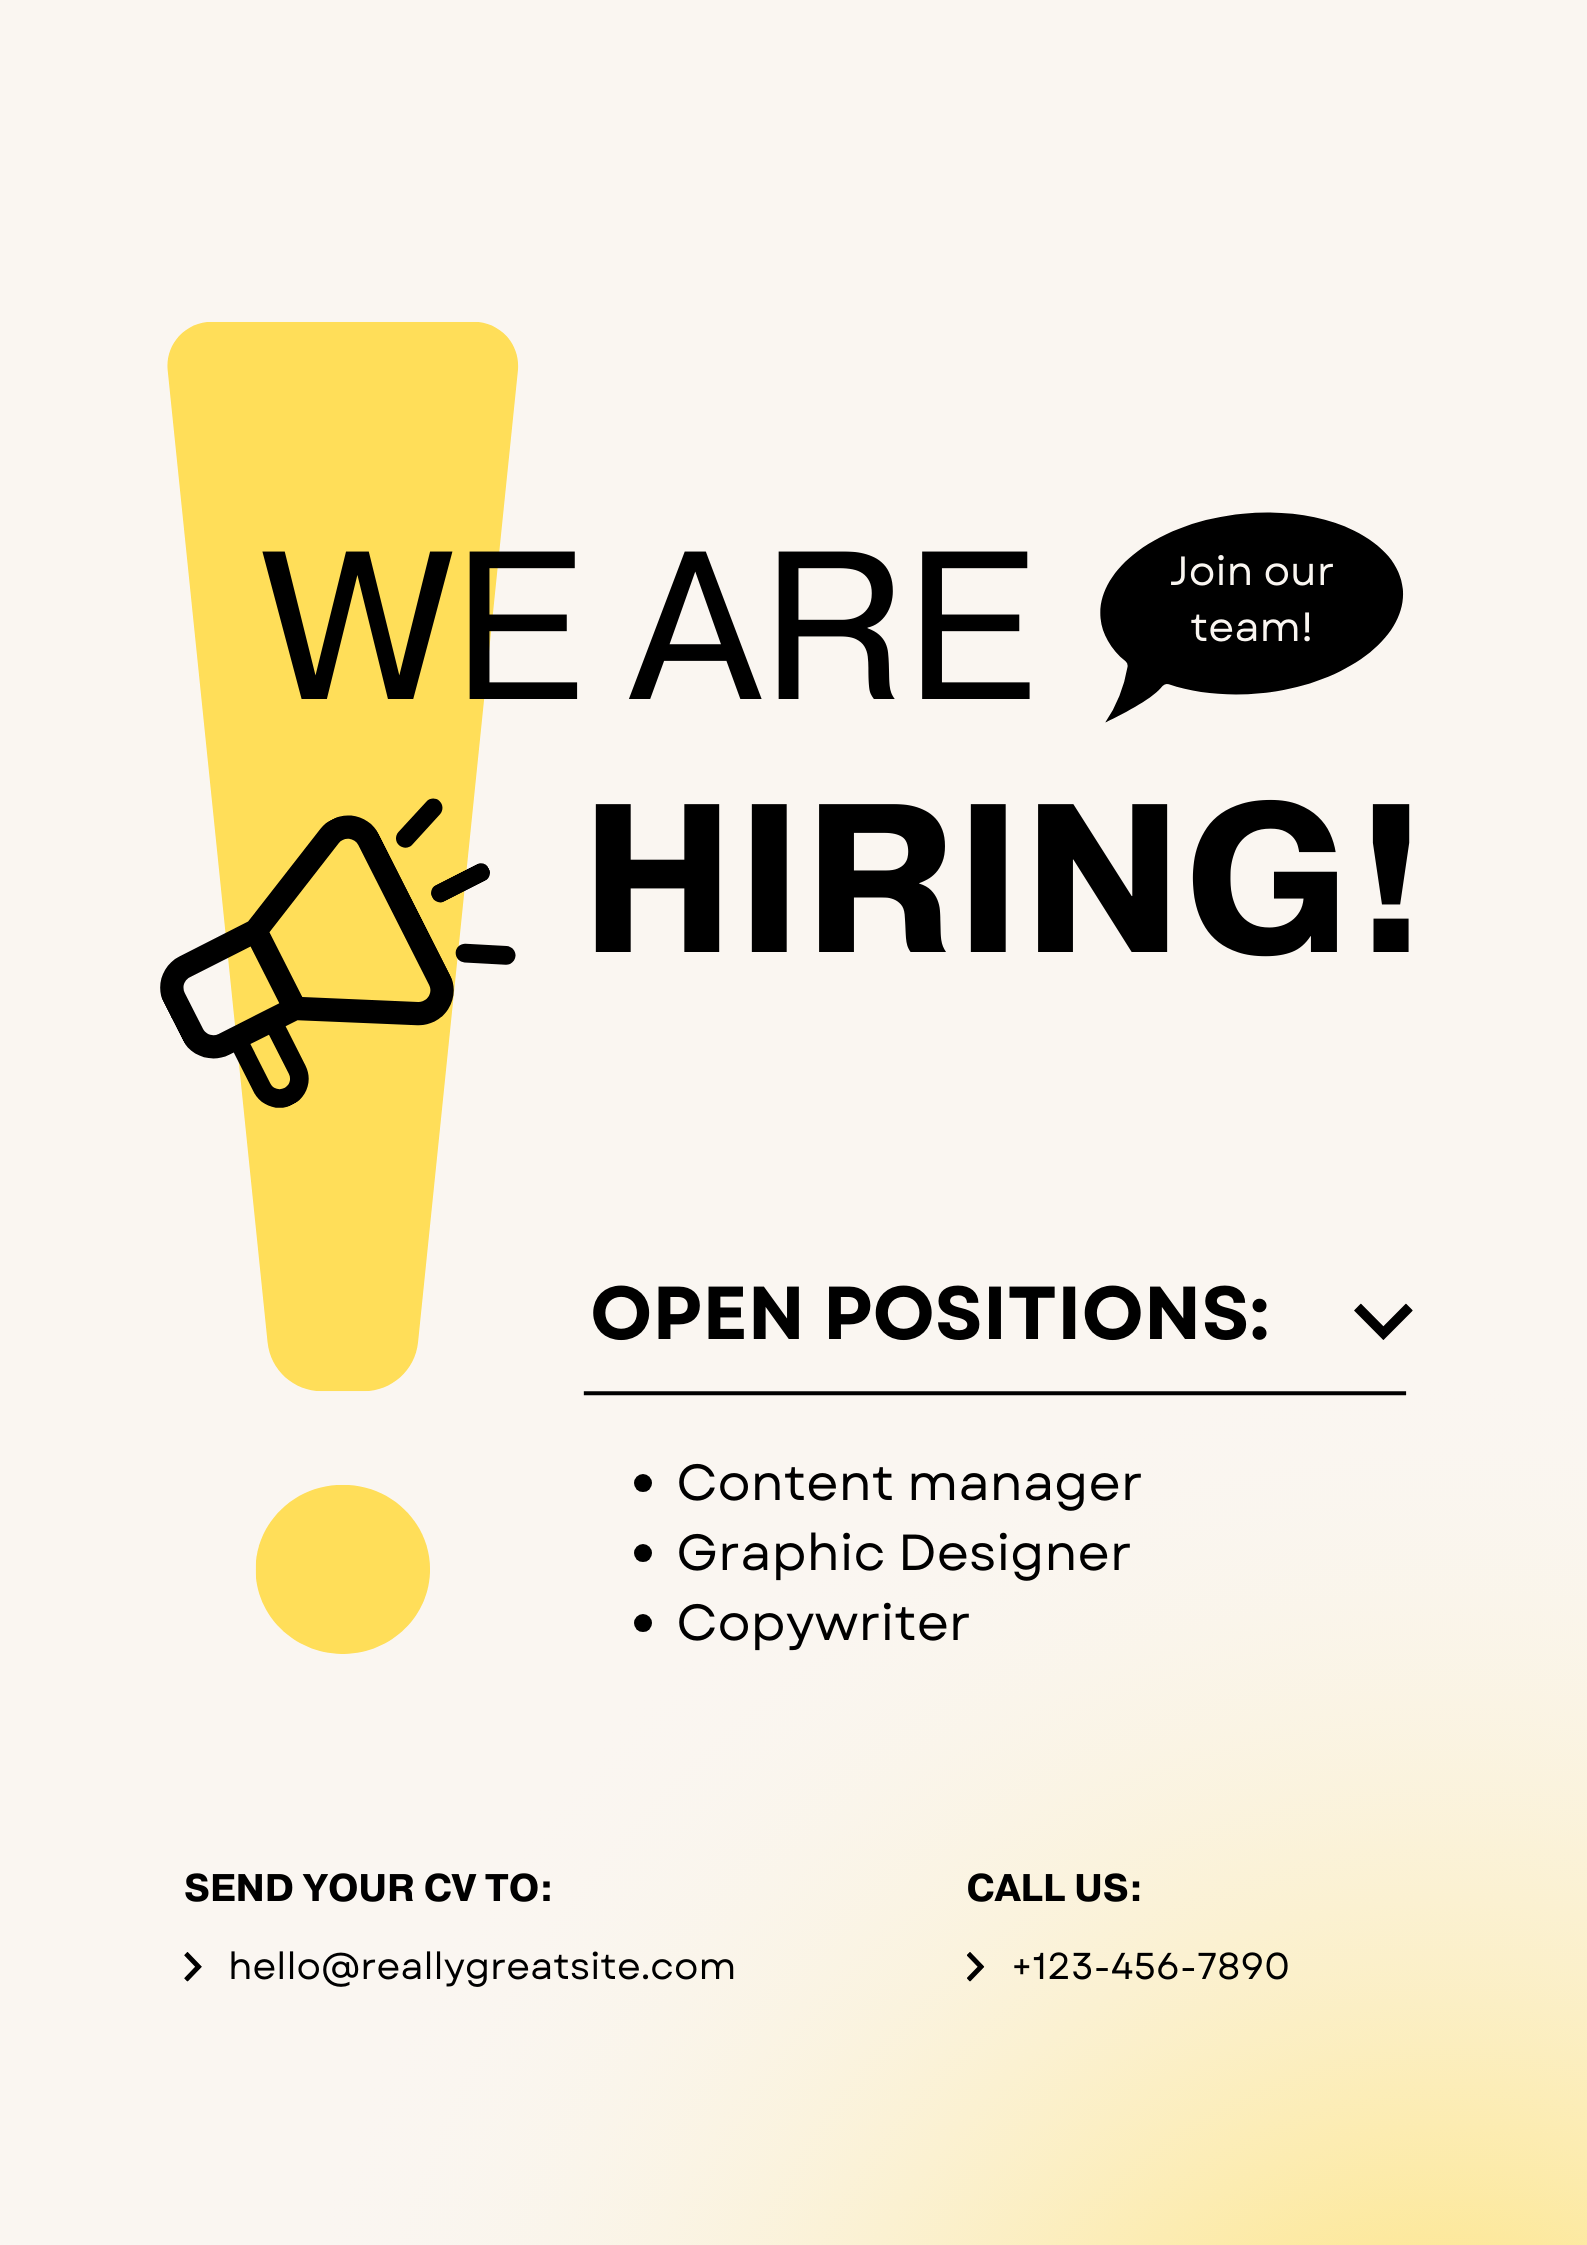 WE ARE
Join our
team!
HIRING!
OPEN POSITIONS:
• Content manager
• Graphic Designer
• Copywriter
SEND YOUR CV TO:
hello@reallygreatsite.com
CALL US:
+123-456-7890